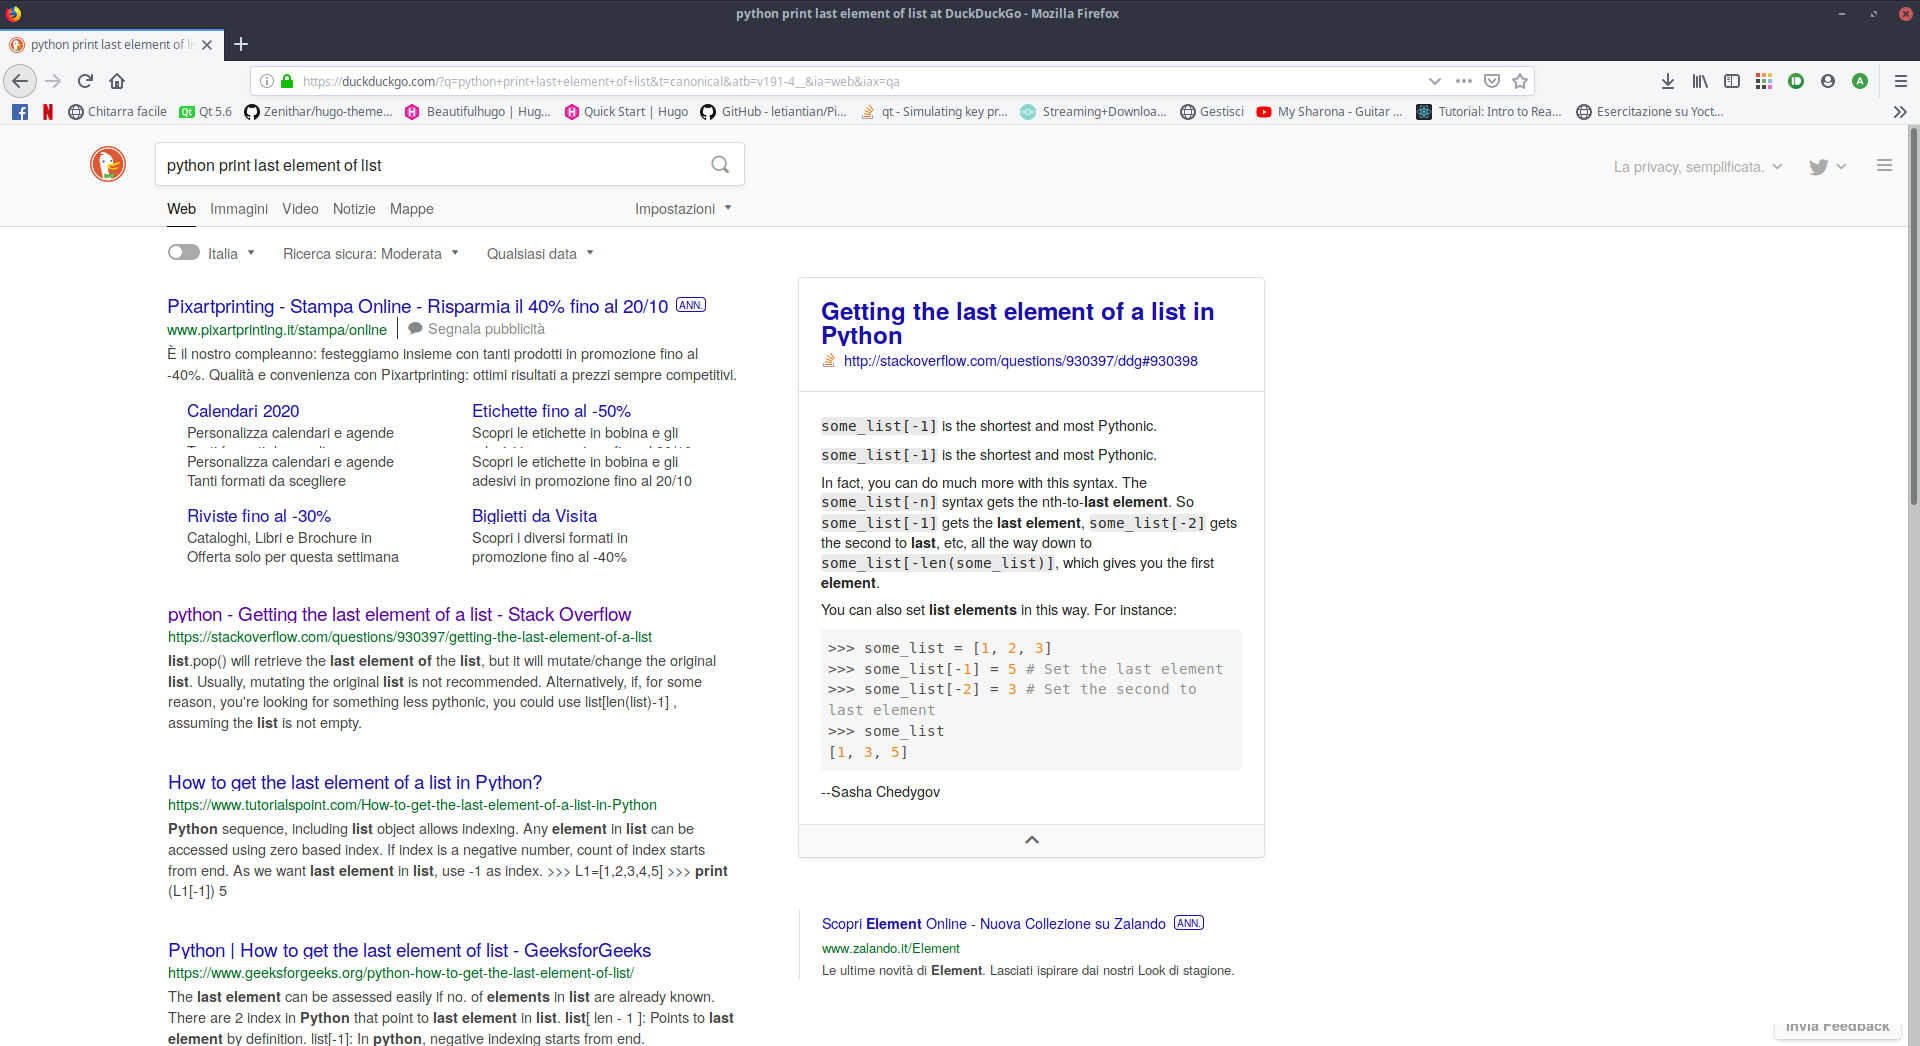 python print last element of list at DuckDuckGo - Mozilla Firefox
python print last element of li
https://duckduckgo.com/?q=python+print+last+element+of+list&t=canonical&atb=v191-4__&ia=web&iax=qa
Chitarra facile
Qt 5.6
Zenithar/hugo-theme...
Beautifulhugo | Hug...
Quick Start | Hugo
GitHub - letiantian/Pi...
qt - Simulating key pr...
Streaming+Downloa...
Gestisci
My Sharona - Guitar ...
Tutorial: Intro to Rea...
Esercitazione su Yoct...
python print last element of list
La privacy, semplificata.
Web Immagini Video Notizie Mappe Impostazioni
Italia Ricerca sicura: Moderata Qualsiasi data
Pixartprinting - Stampa Online - Risparmia il 40% fino al 20/10 ANN.
www.pixartprinting.it/stampa/online Segnala pubblicità
È il nostro compleanno: festeggiamo insieme con tanti prodotti in promozione fino al
-40%. Qualità e convenienza con Pixartprinting: ottimi risultati a prezzi sempre competitivi.
Calendari 2020
Personalizza calendari e agende
Personalizza calendari e agende
Tanti formati da scegliere
Etichette fino al -50%
Scopri le etichette in bobina e gli
Scopri le etichette in bobina e gli
adesivi in promozione fino al 20/10
Riviste fino al -30%
Cataloghi, Libri e Brochure in
Offerta solo per questa settimana
Biglietti da Visita
Scopri i diversi formati in
promozione fino al -40%
python - Getting the last element of a list - Stack Overflow
https://stackoverflow.com/questions/930397/getting-the-last-element-of-a-list
list.pop() will retrieve the last element of the list, but it will mutate/change the original
list. Usually, mutating the original list is not recommended. Alternatively, if, for some
reason, you're looking for something less pythonic, you could use list[len(list)-1] ,
assuming the list is not empty.
How to get the last element of a list in Python?
https://www.tutorialspoint.com/How-to-get-the-last-element-of-a-list-in-Python
Python sequence, including list object allows indexing. Any element in list can be
accessed using zero based index. If index is a negative number, count of index starts
from end. As we want last element in list, use -1 as index. >>> L1=[1,2,3,4,5] >>> print
(L1[-1]) 5
Python | How to get the last element of list - GeeksforGeeks
https://www.geeksforgeeks.org/python-how-to-get-the-last-element-of-list/
The last element can be assessed easily if no. of elements in list are already known.
There are 2 index in Python that point to last element in list. list[ len - 1 ]: Points to last
element by definition. list[-1]: In python, negative indexing starts from end.
Getting the last element of a list in
Python
http://stackoverflow.com/questions/930397/ddg#930398
some_list[-1] is the shortest and most Pythonic.
some_list[-1] is the shortest and most Pythonic.
In fact, you can do much more with this syntax. The
some_list[-n] syntax gets the nth-to-last element. So
some_list[-1] gets the last element, some_list[-2] gets
the second to last, etc, all the way down to
some_list[-len(some_list)], which gives you the first
element.
You can also set list elements in this way. For instance:
>>> some_list = [1, 2, 3]
>>> some_list[-1] = 5 # Set the last element
>>> some_list[-2] = 3 # Set the second to
last element
>>> some_list
[1, 3, 5]
--Sasha Chedygov
Scopri Element Online - Nuova Collezione su Zalando ANN.
www.zalando.it/Element
Le ultime novità di Element. Lasciati ispirare dai nostri Look di stagione.
Invia Feedback